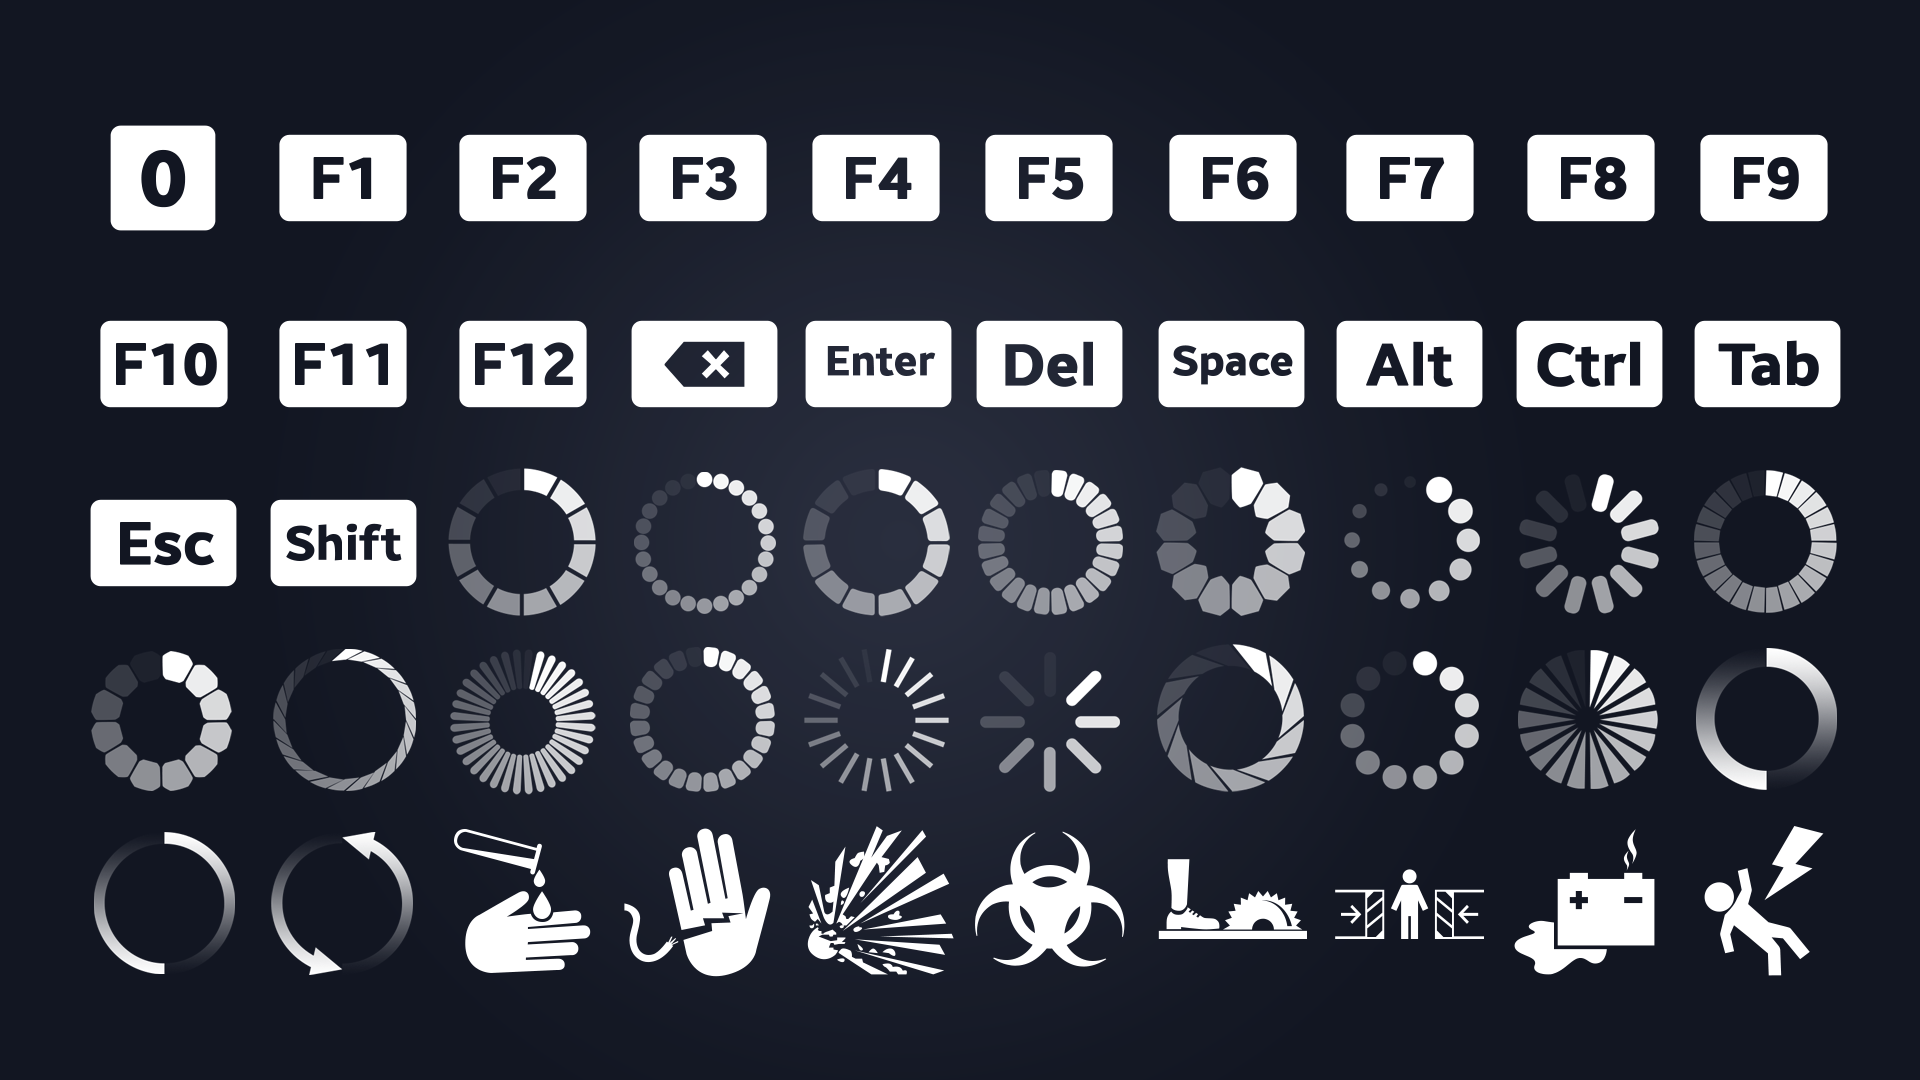 0 F1 F2 F3 F4 F5 F6 F7 F8 F9
F10 F11 F12 Enter Del Space Alt Ctrl Tab
Esc Shift